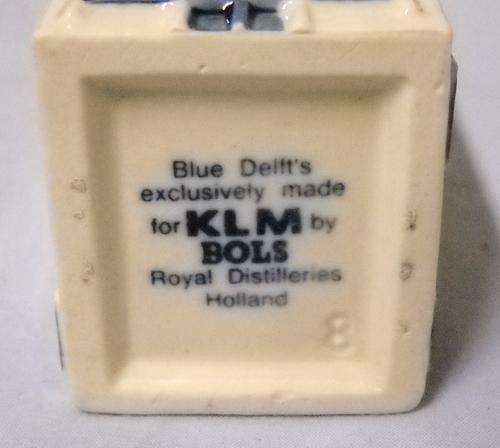 Blue Delft's
exclusively made
for KLM by
BOLS
Royal Distilleries
Holland
8